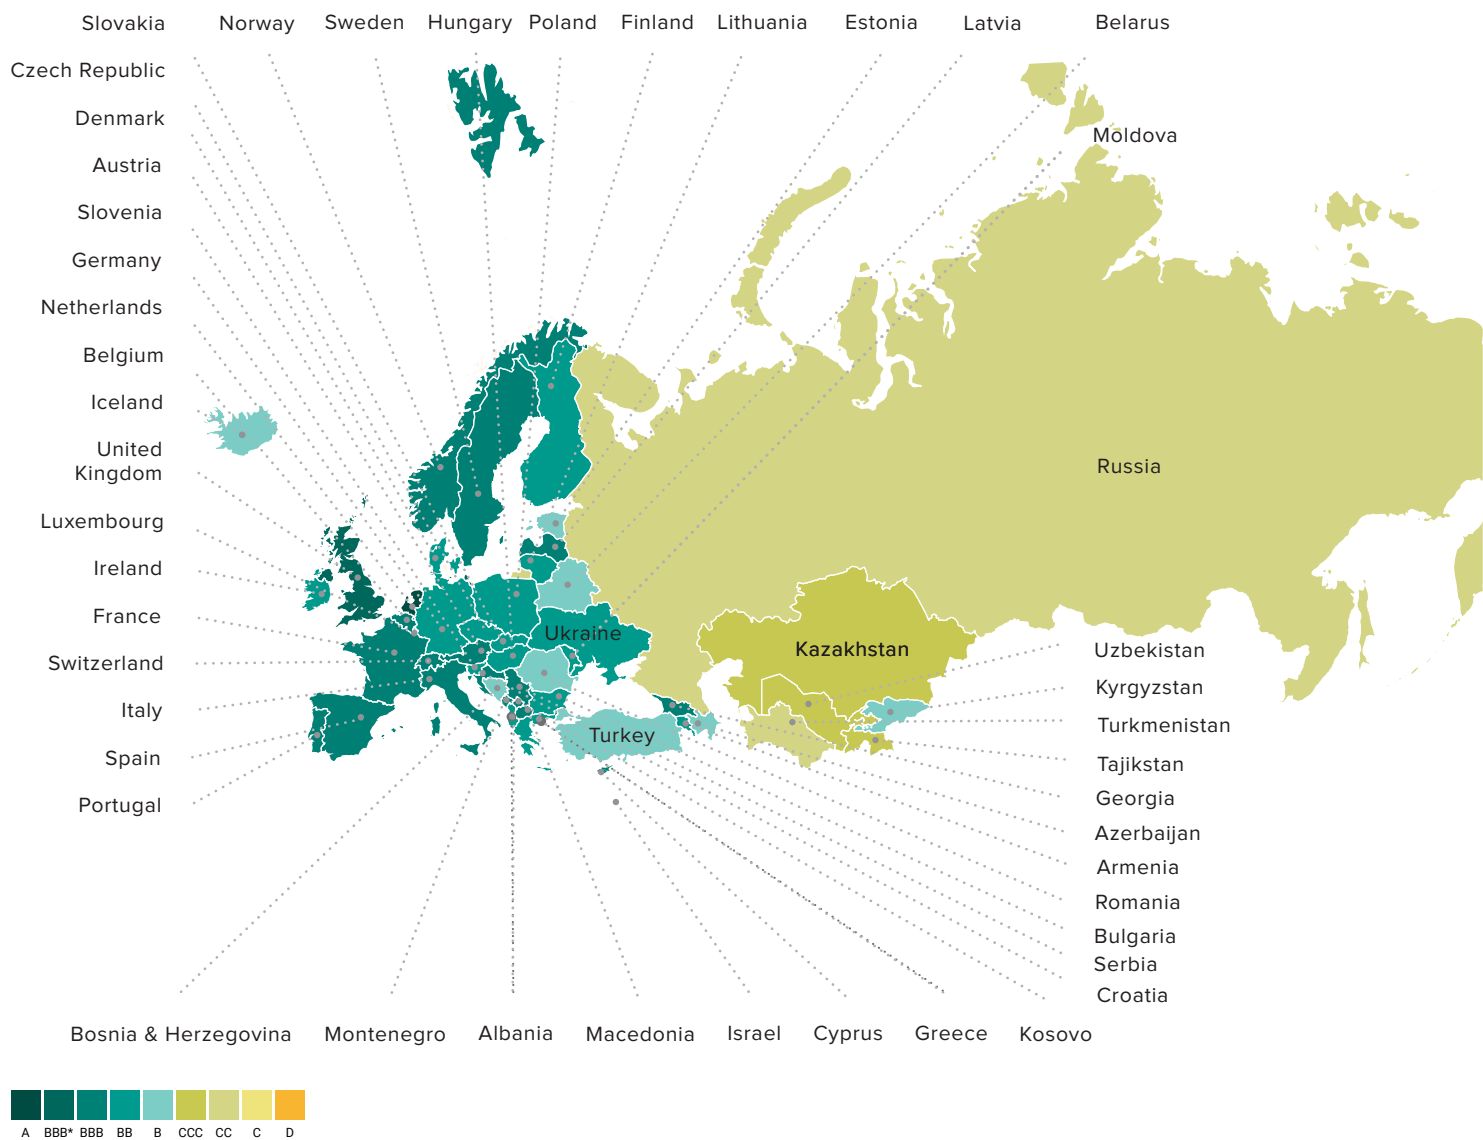 Slovakia
Norway
Sweden
Hungary
Poland
Finland
Lithuania
Estonia
Latvia
Belarus
Czech Republic
Denmark
Moldova
Austria
Slovenia
Germany
Netherlands
Belgium
Iceland
United
Kingdom
Russia
Luxembourg
Ireland
France
Ukraine
Switzerland
Kazakhstan
Uzbekistan
Kyrgyzstan
Italy
Turkey
Turkmenistan
Spain
Tajikstan
Portugal
Georgia
Azerbaijan
Armenia
Romania
Bulgaria
Serbia
Croatia
Bosnia & Herzegovina
Montenegro
Albania
Macedonia
Israel
Cyprus
Greece
Kosovo
A
BBB*
BBB
BB
B
CCC
CC
C
D